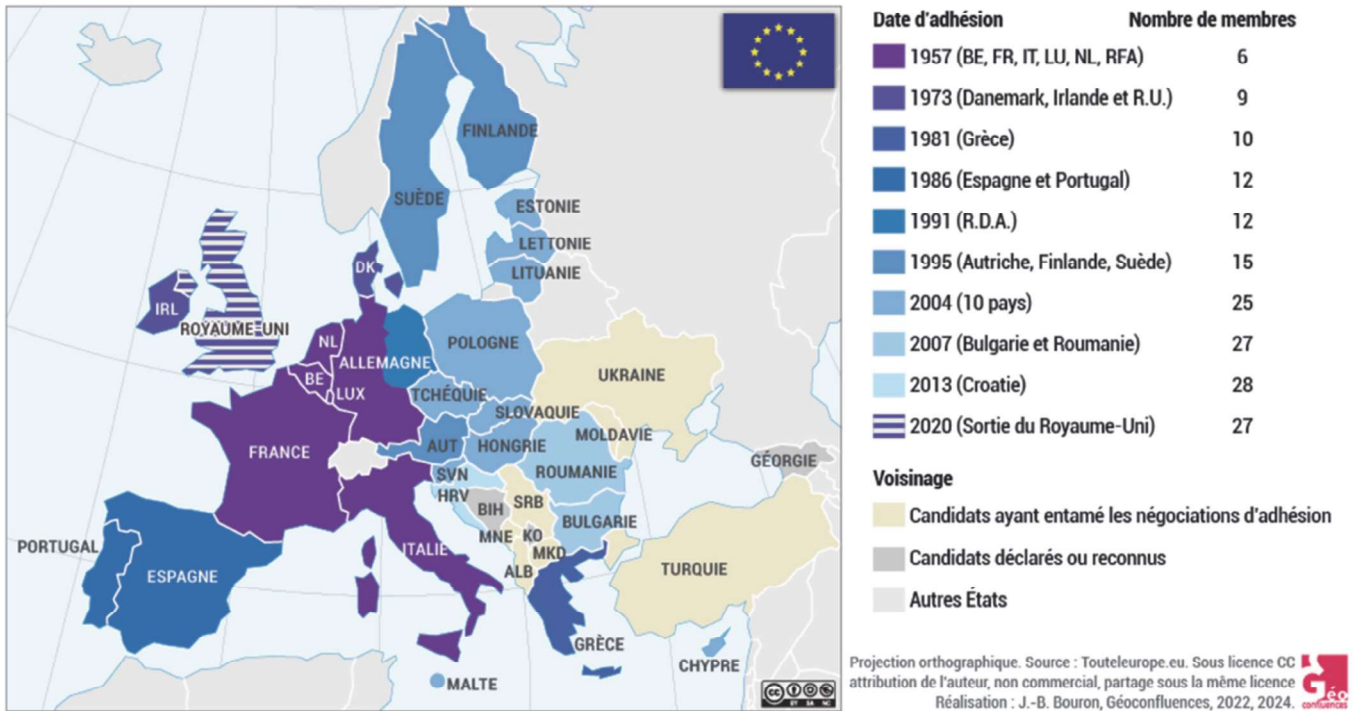 FINLANDE
SUÈDE
ESTONIE
LETTONIE
LITUANIE
DK
IRL
ROYAUME-UNI
NL
ALLEMAGNE
POLOGNE
BE
LUX
TCHÉQUIE
UKRAINE
SLOVAQUIE
FRANCE
AUT
HONGRIE
MOLDAVIE
SVN
ROUMANIE
GÉORGIE
HRV
BIH
SRB
BULGARIE
MNE
KO
ITALIE
MKD
PORTUGAL
ESPAGNE
ALB
TURQUIE
GRÈCE
CHYPRE
MALTE
cc
BY SA NC
Date d'adhésion Nombre de membres
1957 (BE, FR, IT, LU, NL, RFA) 6
1973 (Danemark, Irlande et R.U.) 9
1981 (Grèce) 10
1986 (Espagne et Portugal) 12
1991 (R.D.A.) 12
1995 (Autriche, Finlande, Suède) 15
2004 (10 pays) 25
2007 (Bulgarie et Roumanie) 27
2013 (Croatie) 28
2020 (Sortie du Royaume-Uni) 27
Voisinage
Candidats ayant entamé les négociations d'adhésion
Candidats déclarés ou reconnus
Autres États
Projection orthographique. Source : Touteleurope.eu. Sous licence CC
attribution de l'auteur, non commercial, partage sous la même licence
Réalisation : J.-B. Bouron, Géoconfluences, 2022, 2024.
Géo
confluences